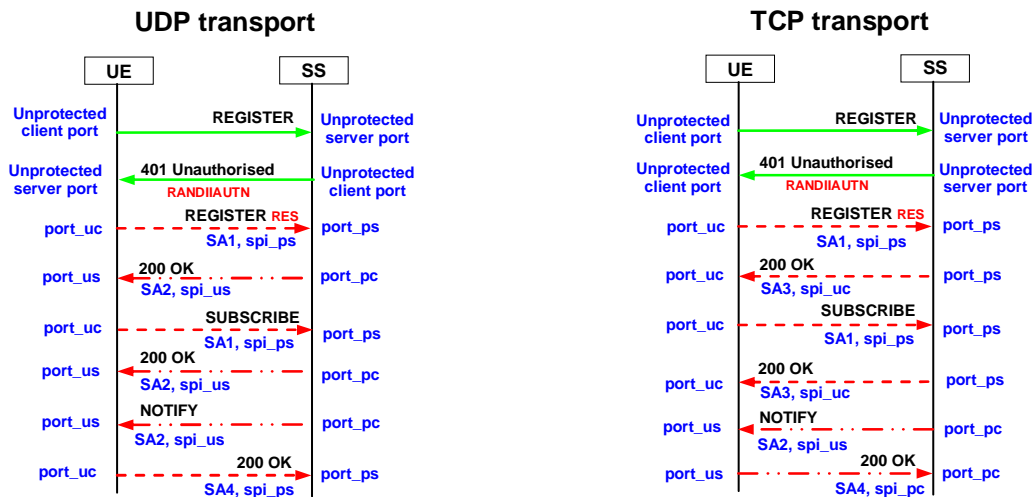 UDP transport
UE
SS
Unprotected
client port
REGISTER
Unprotected
server port
Unprotected
server port
401 Unauthorised
RANDIIAUTN
Unprotected
client port
port_uc
REGISTER RES
SA1, spi_ps
port_ps
port_us
200 OK
SA2, spi_us
port_pc
port_uc
SUBSCRIBE
SA1, spi_ps
port_ps
port_us
200 OK
SA2, spi_us
port_pc
port_us
NOTIFY
SA2, spi_us
port_pc
port_uc
200 OK
SA4, spi_ps
port_ps
TCP transport
UE
SS
Unprotected
client port
REGISTER
Unprotected
server port
Unprotected
client port
401 Unauthorised
RANDIIAUTN
Unprotected
server port
port_uc
REGISTER RES
SA1, spi_ps
port_ps
port_uc
200 OK
SA3, spi_uc
port_ps
port_uc
SUBSCRIBE
SA1, spi_ps
port_ps
port_uc
200 OK
SA3, spi_uc
port_ps
port_us
NOTIFY
SA2, spi_us
port_pc
port_us
200 OK
SA4, spi_pc
port_pc